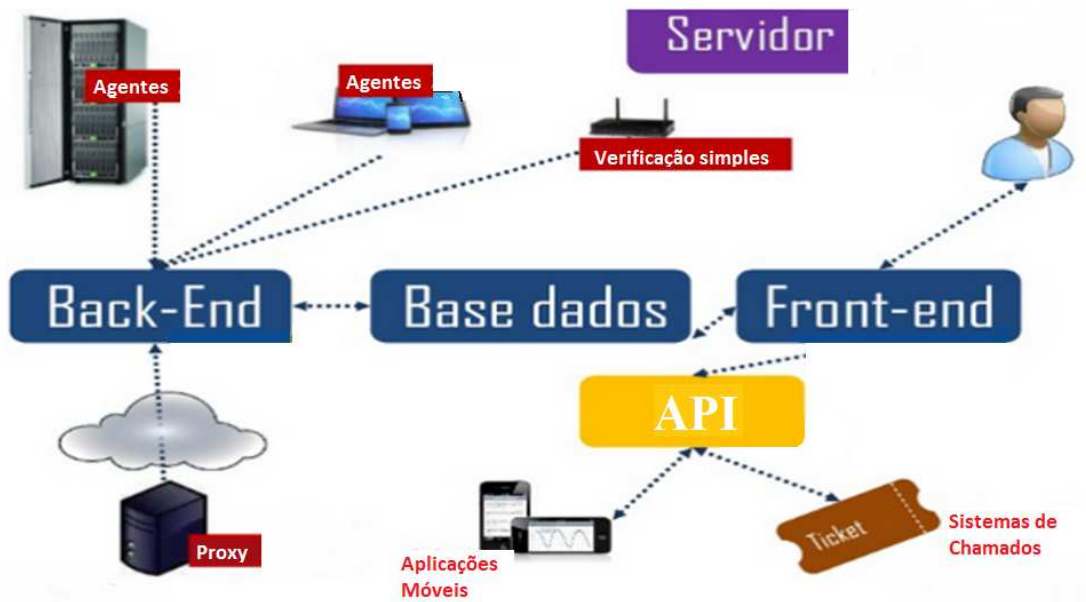 Servidor
Agentes
Agentes
Verificação simples
Back-End
Base dados
Front-end
API
Ticket
Proxy
Aplicações
Móveis
Sistemas de
Chamados